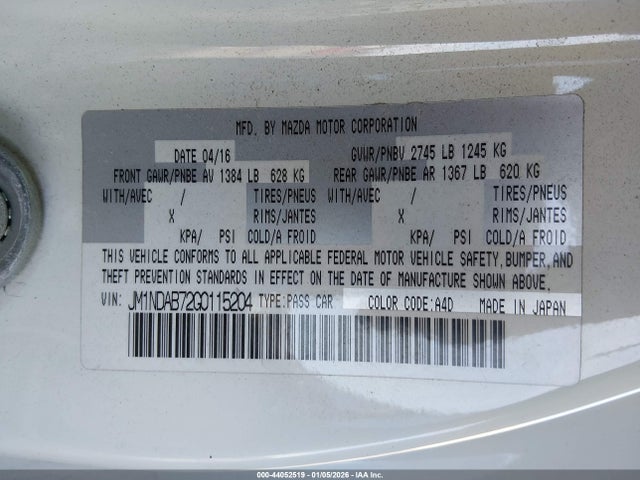 MFD. BY MAZDA MOTOR CORPORATION
DATE 04/16 GVWR/PNBV 2745 LB 1245 KG
FRONT GAWR/PNBE AV 1384 LB 628 KG REAR GAWR/PNBE AR 1367 LB 620 KG
WITH/AVEC / TIRES/PNEUS WITH/AVEC / TIRES/PNEUS
X RIMS/JANTES X RIMS/JANTES
KPA/ PSI COLD/A FROID KPA/ PSI COLD/A FROID
THIS VEHICLE CONFORMS TO ALL APPLICABLE FEDERAL MOTOR VEHICLE SAFETY, BUMPER, AND
THEFT PREVENTION STANDARDS IN EFFECT ON THE DATE OF MANUFACTURE SHOWN ABOVE.
VIN: JM1NDAB72G0115204 TYPE:PASS CAR COLOR CODE:A4D MADE IN JAPAN
000-44052519 - 01/05/2026 - IAA Inc.